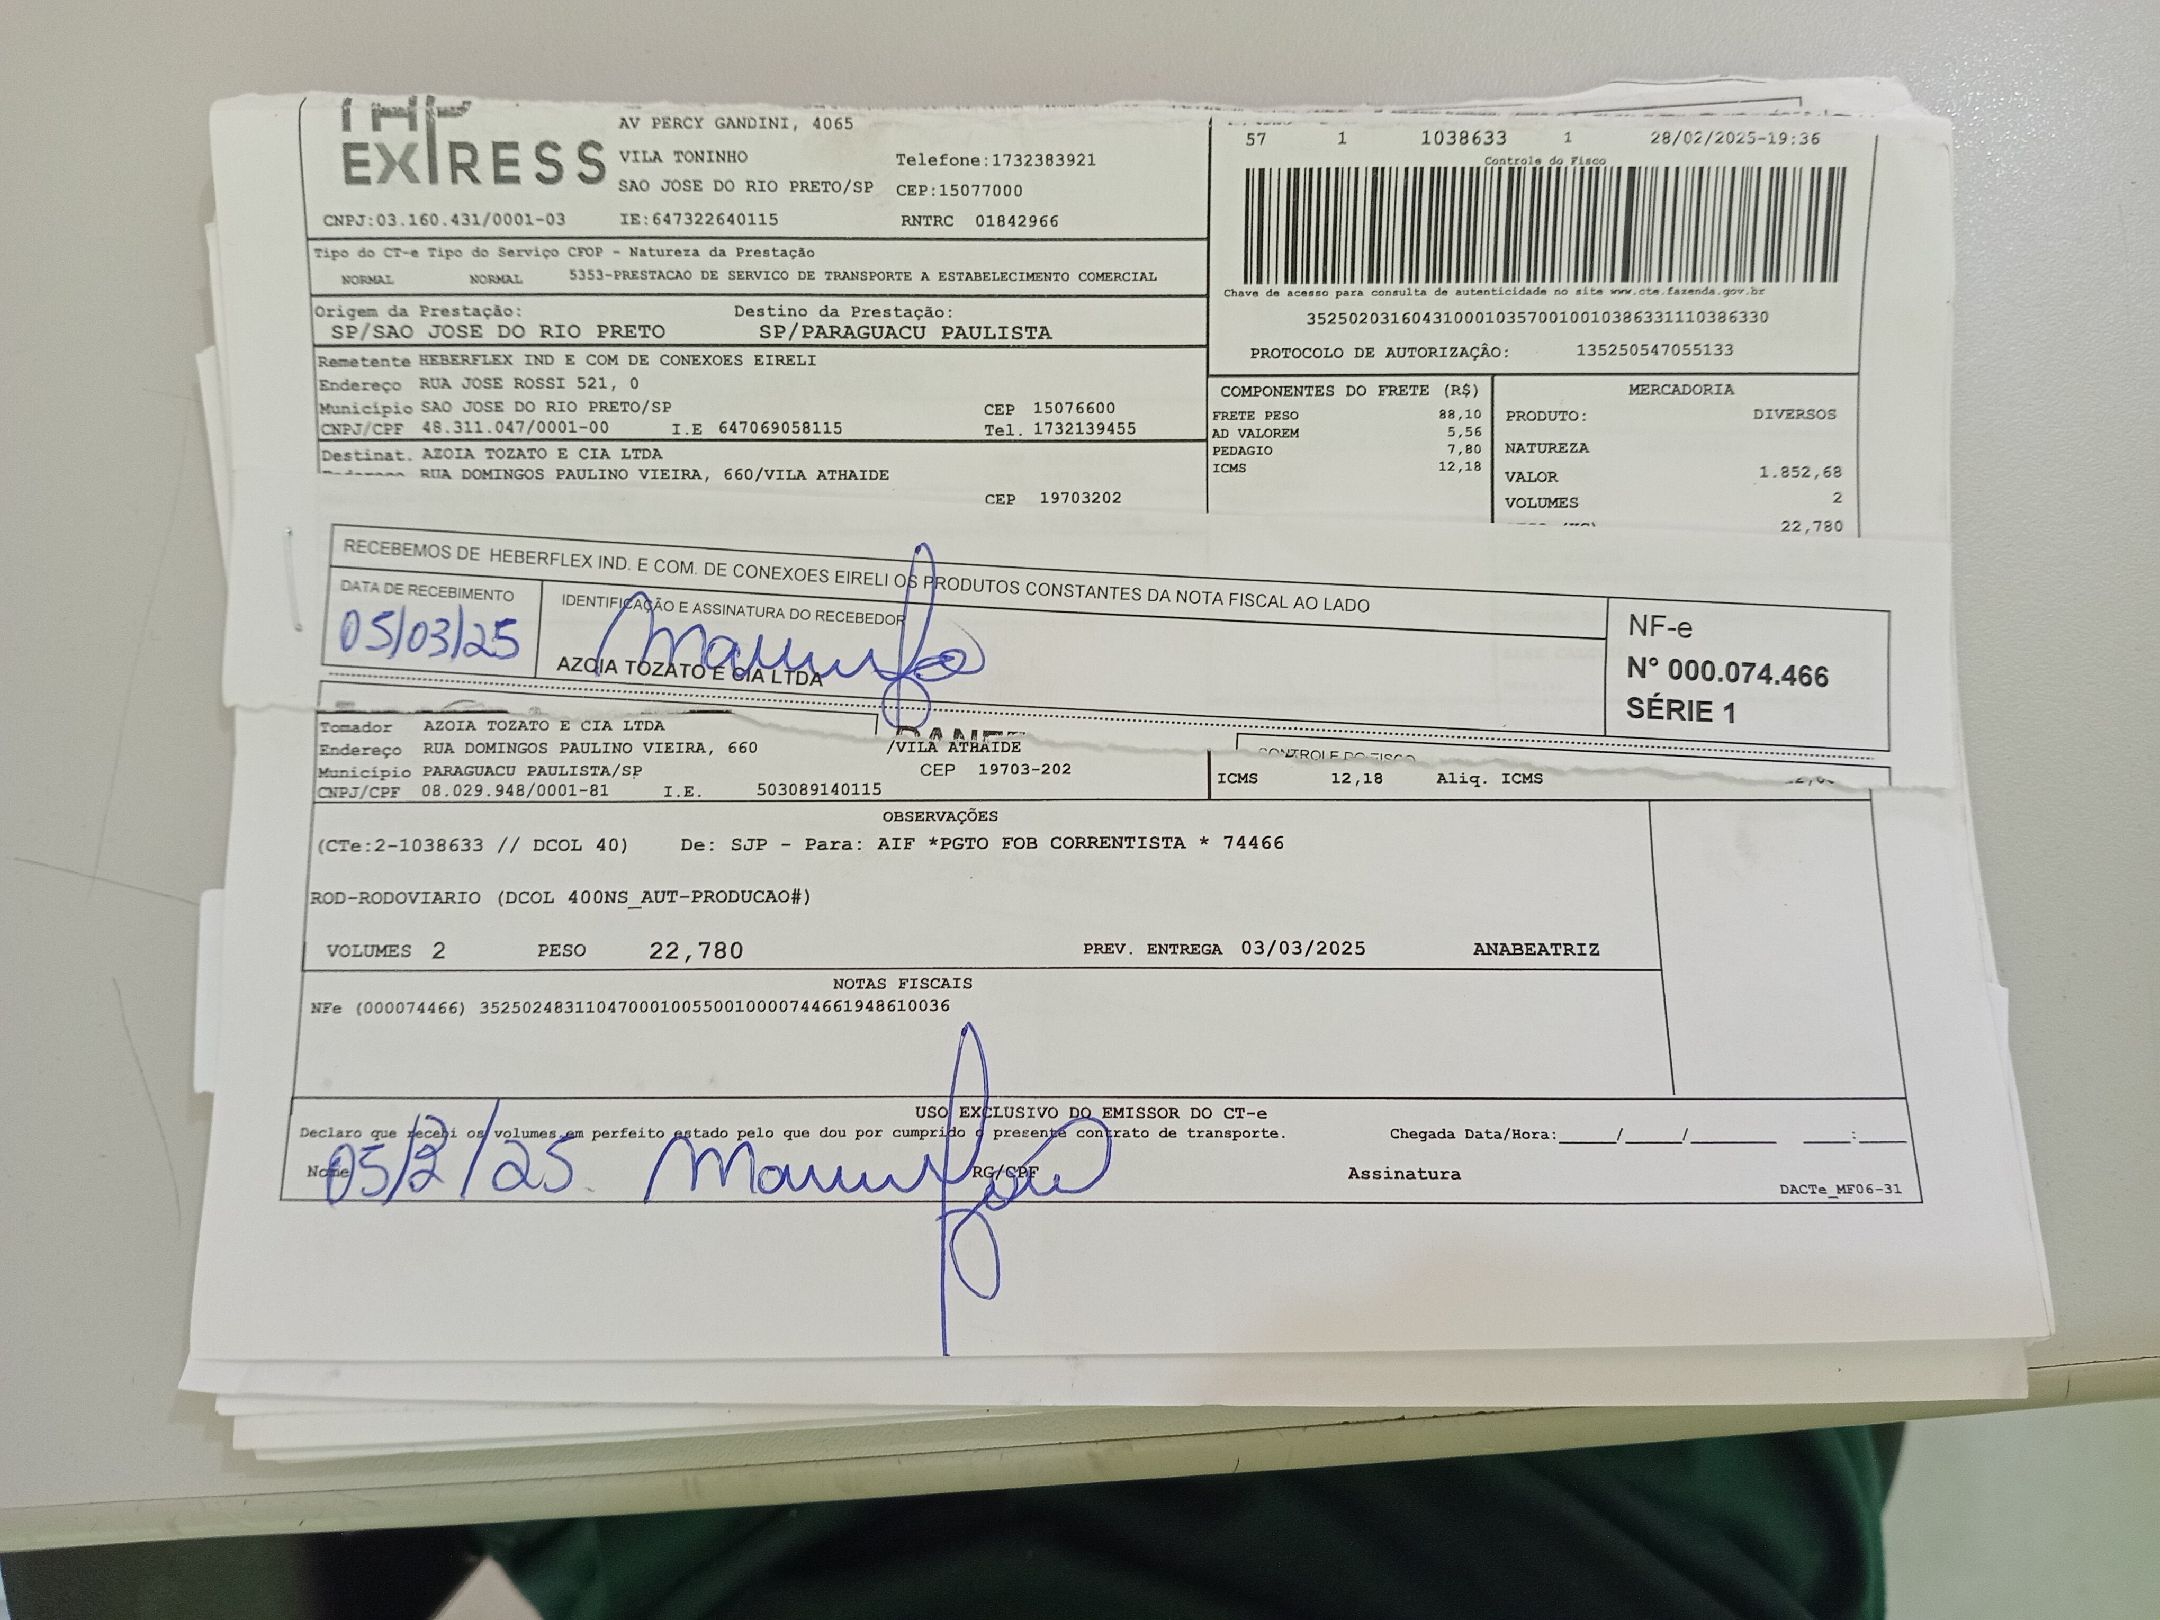 EXPRESS
AV PERCY GANDINI, 4065
VILA TONINHO
Telefone:1732383921
SAO JOSE DO RIO PRETO/SP CEP:15077000
CNPJ:03.160.431/0001-03 IE:647322640115 RNTRC 01842966
57 1 1038633 1 28/02/2025-19:36
Controle do Fisco
Chave de acesso para consulta de autenticidade no site www.cte.fazenda.gov.br
35250203160431000103570010010386331110386330
PROTOCOLO DE AUTORIZAÇÂO: 135250547055133
Tipo do CT-e Tipo do Serviço CFOP - Natureza da Prestação
NORMAL NORMAL 5353-PRESTACAO DE SERVICO DE TRANSPORTE A ESTABELECIMENTO COMERCIAL
Origem da Prestação: Destino da Prestação:
SP/SAO JOSE DO RIO PRETO SP/PARAGUACU PAULISTA
Remetente HEBERFLEX IND E COM DE CONEXOES EIRELI
Endereço RUA JOSE ROSSI 521, 0
Município SAO JOSE DO RIO PRETO/SP CEP 15076600
CNPJ/CPF 48.311.047/0001-00 I.E 647069058115 Tel. 1732139455
Destinat. AZOIA TOZATO E CIA LTDA
RUA DOMINGOS PAULINO VIEIRA, 660/VILA ATHAIDE
CEP 19703202
COMPONENTES DO FRETE (R$)
FRETE PESO 88,10
AD VALOREM 5,56
PEDAGIO 7,80
ICMS 12,18
MERCADORIA
PRODUTO: DIVERSOS
NATUREZA
VALOR 1.852,68
VOLUMES 2
22,780
RECEBEMOS DE HEBERFLEX IND. E COM. DE CONEXOES EIRELI OS PRODUTOS CONSTANTES DA NOTA FISCAL AO LADO
DATA DE RECEBIMENTO
05/03/25
IDENTIFICAÇÃO E ASSINATURA DO RECEBEDOR
AZOIA TOZATO E CIA LTDA
NF-e
N° 000.074.466
SÉRIE 1
Tomador AZOIA TOZATO E CIA LTDA
Endereço RUA DOMINGOS PAULINO VIEIRA, 660 /VILA ATHAIDE
Município PARAGUACU PAULISTA/SP CEP 19703-202
CNPJ/CPF 08.029.948/0001-81 I.E. 503089140115
CONTROLE DO FISCO
ICMS 12,18 Aliq. ICMS
OBSERVAÇÕES
(CTe:2-1038633 // DCOL 40) De: SJP - Para: AIF *PGTO FOB CORRENTISTA * 74466
ROD-RODOVIARIO (DCOL 400NS_AUT-PRODUCAO#)
VOLUMES 2 PESO 22,780 PREV. ENTREGA 03/03/2025 ANABEATRIZ
NOTAS FISCAIS
NFe (000074466) 35250248311047000100550010000744661948610036
USO EXCLUSIVO DO EMISSOR DO CT-e
Declaro que recebi os volumes em perfeito estado pelo que dou por cumprido o presente contrato de transporte. Chegada Data/Hora:_____/_____/________ ____:____
Nome RG/CPF Assinatura
DACTe_MF06-31